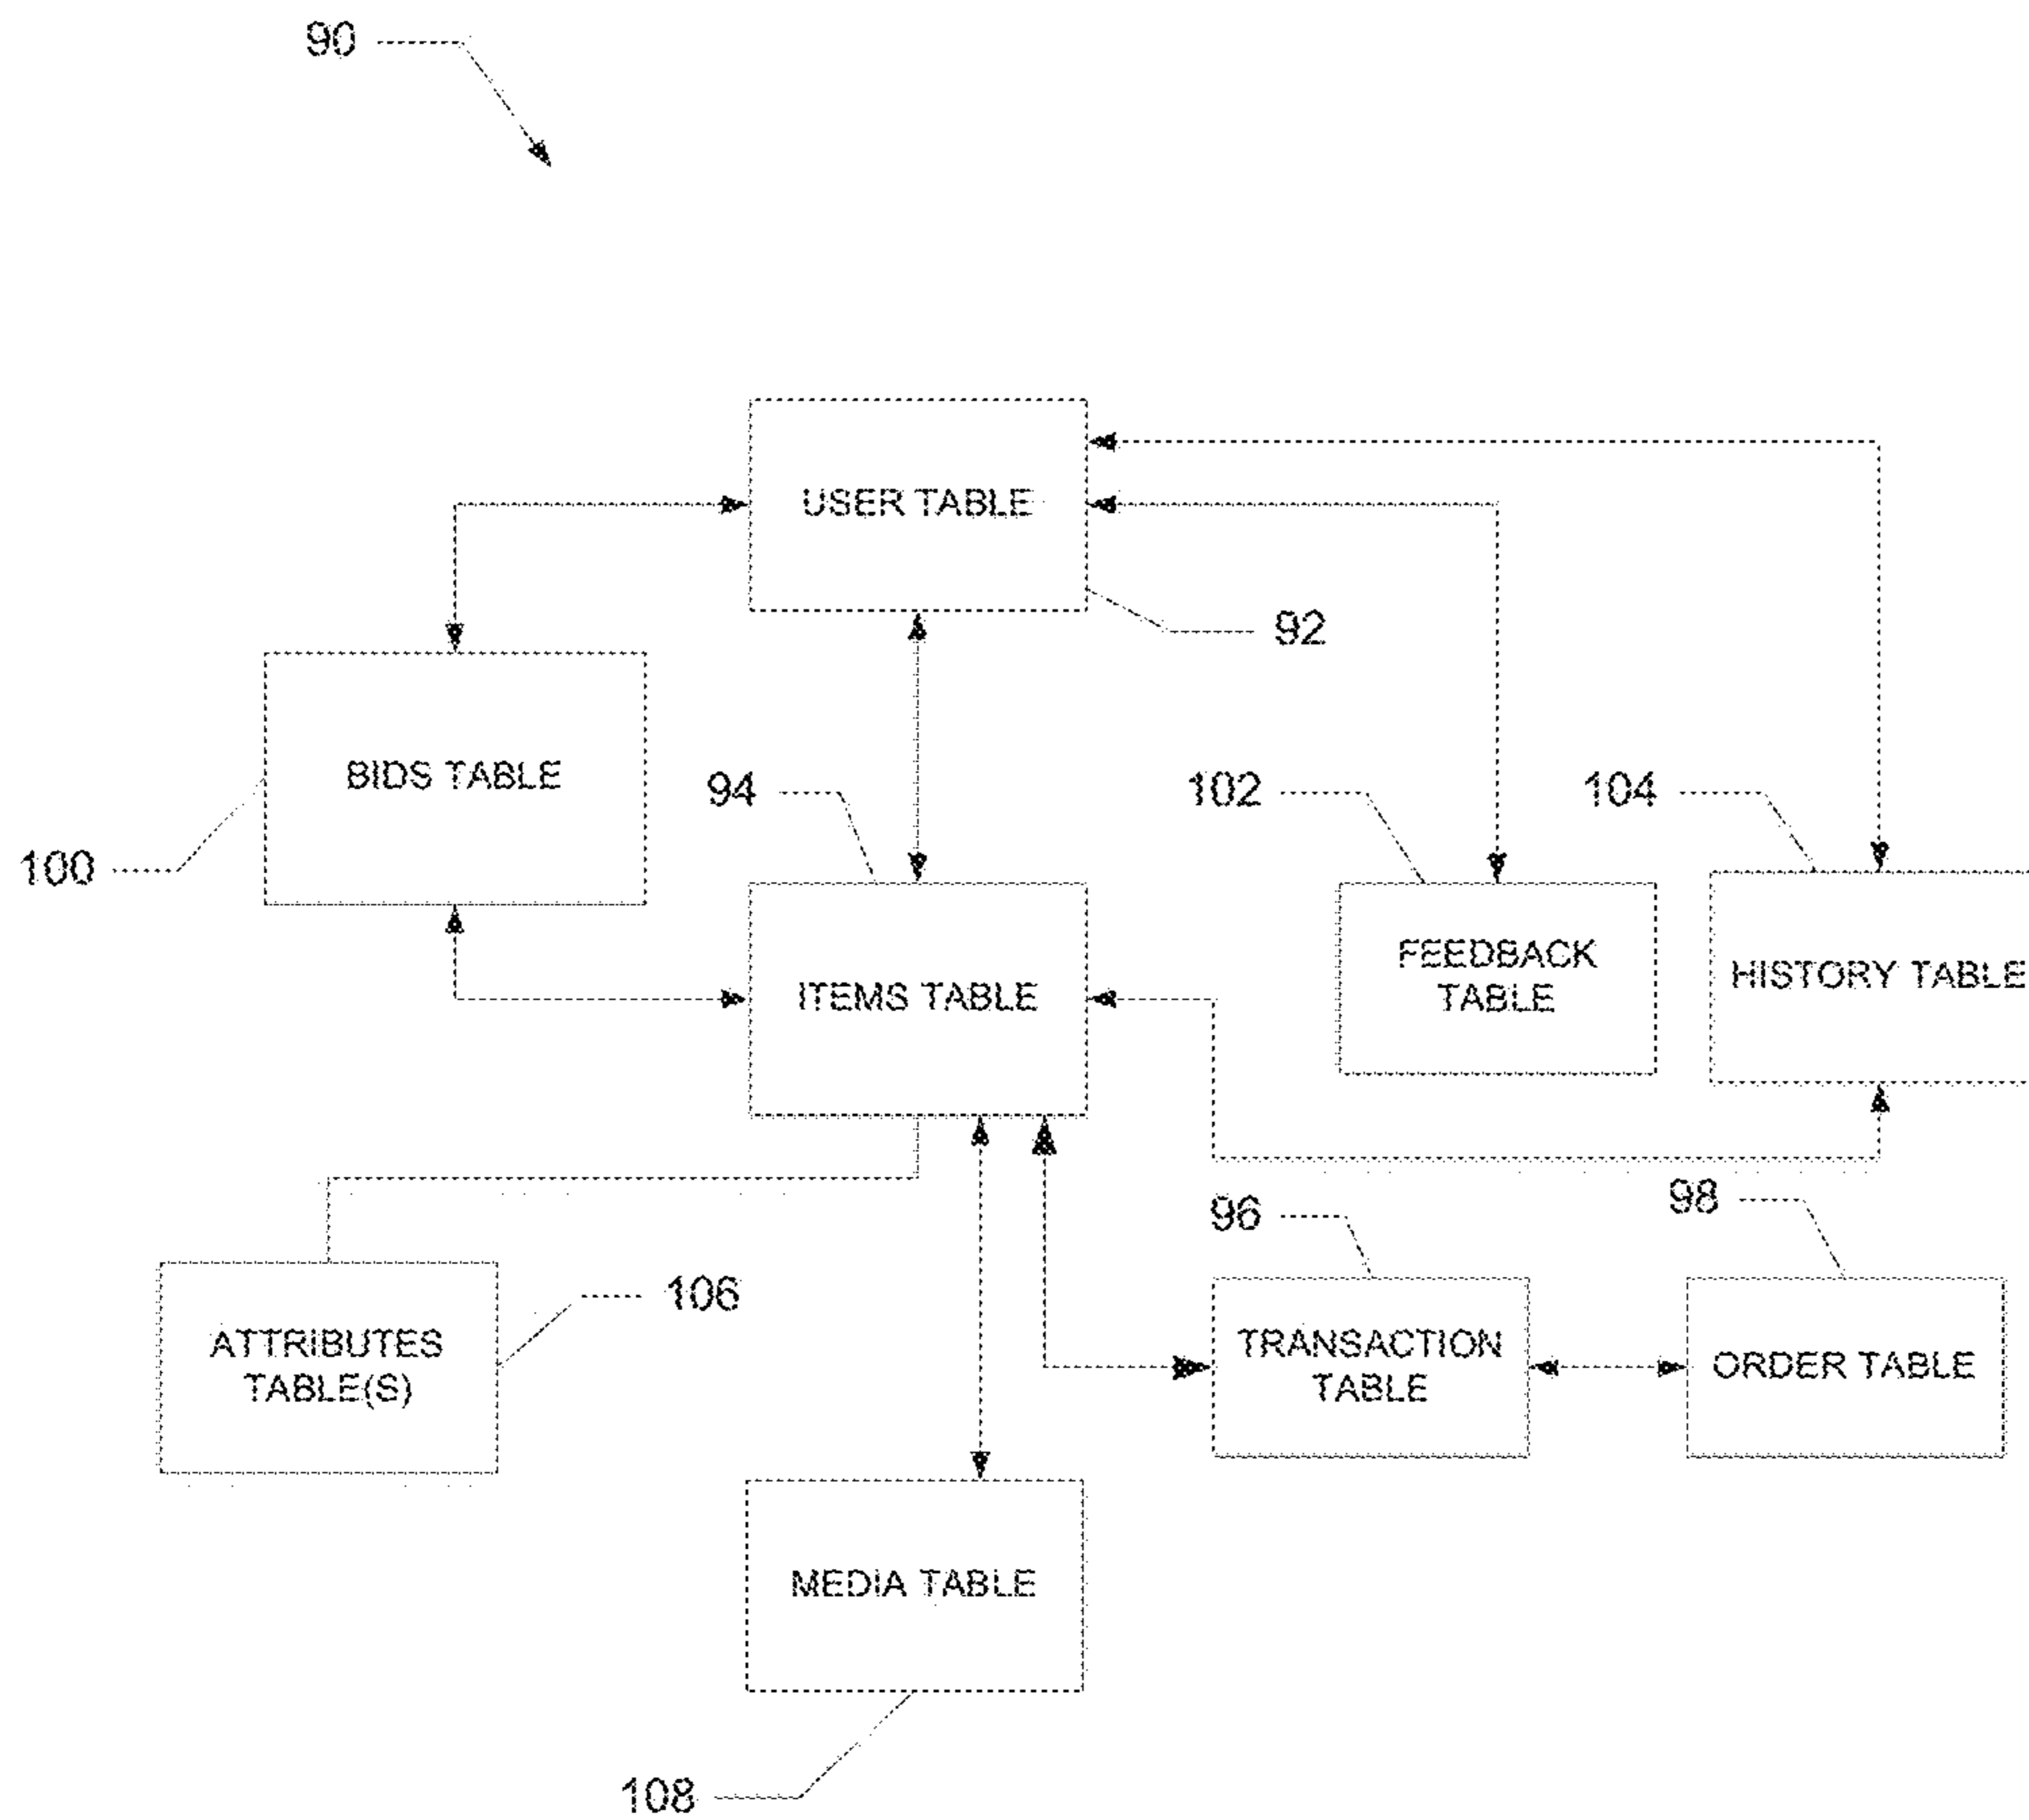 90
USER TABLE
92
BIDS TABLE
94
102
104
100
FEEDBACK
TABLE
HISTORY TABLE
ITEMS TABLE
96
98
106
ATTRIBUTES
TABLE(S)
TRANSACTION
TABLE
ORDER TABLE
MEDIA TABLE
108